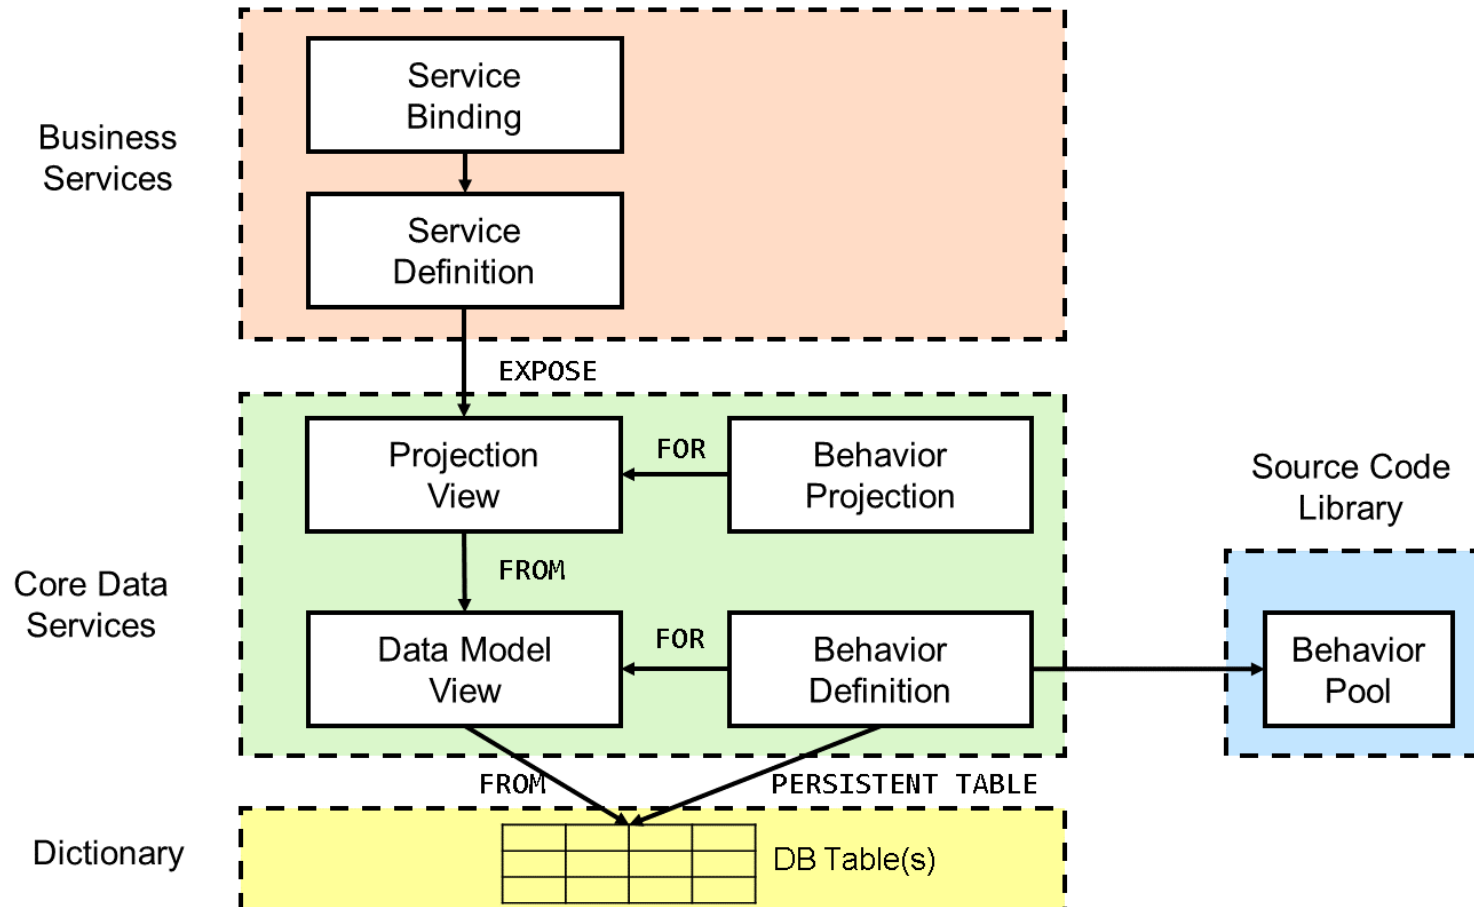 Service
Binding
Business
Services
Service
Definition
EXPOSE
Projection
View
FOR
Behavior
Projection
Source Code
Library
FROM
Core Data
Services
Data Model
View
FOR
Behavior
Definition
Behavior
Pool
FROM
PERSISTENT TABLE
Dictionary
DB Table(s)